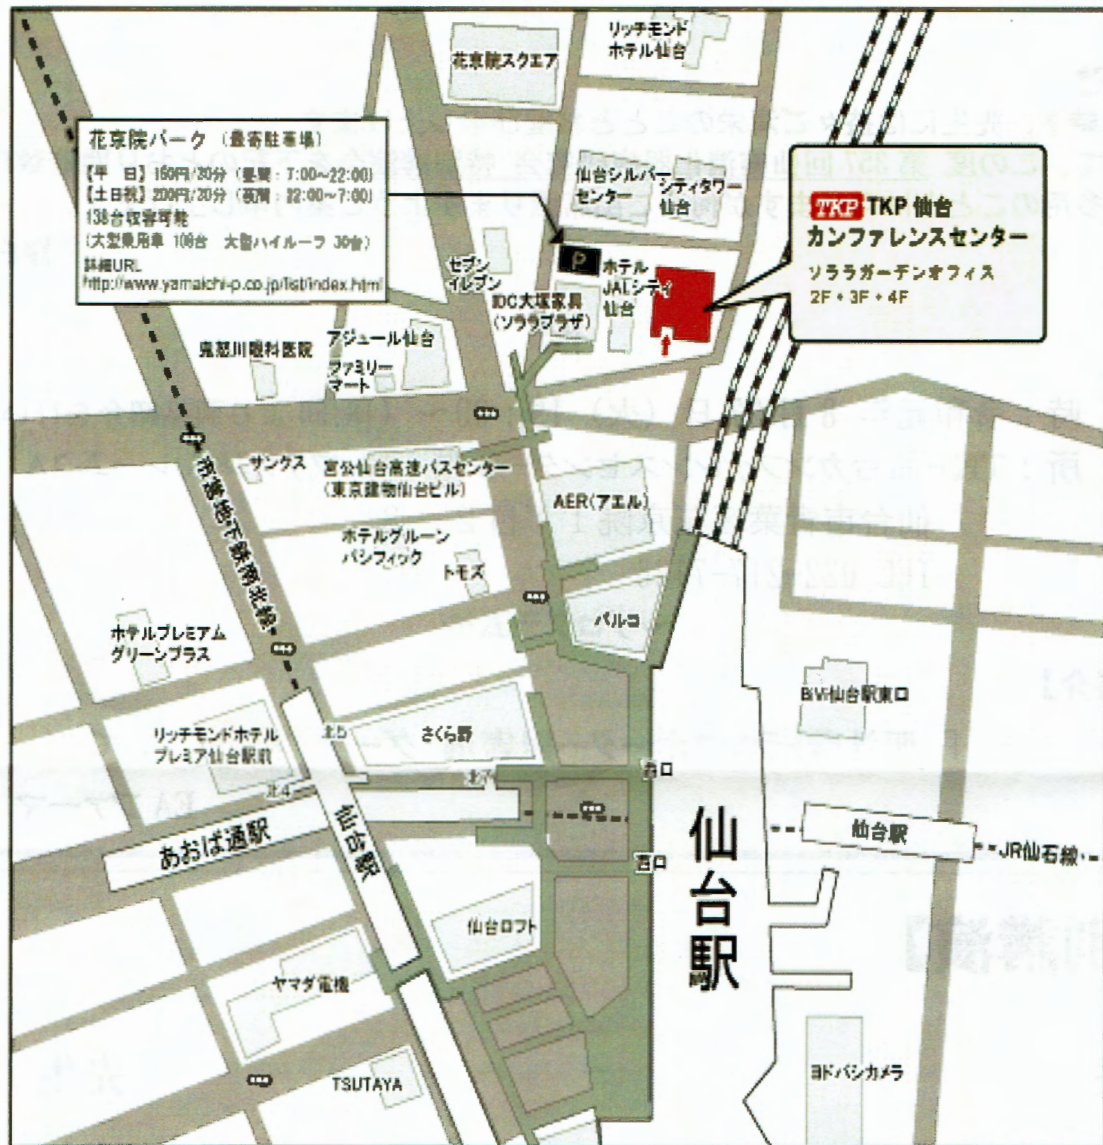 リッチモンド
ホテル仙台
花京院スクエア
花京院パーク (最寄駐車場)
【平 日】 (昼間:7:00~22:00)
【土日祝】 (夜間:22:00~7:00)
138台収容可能
(大型乗用車 108台 大型ハイルーフ 30台)
詳細URL
http://www.yamaichi-p.co.jp/list/index.html
仙台シルバー
センター
シティタワー
仙台
TKP TKP 仙台
カンファレンスセンター
ソララガーデンオフィス
2F・3F・4F
P
セブン
イレブン
ホテル
JALシティ
仙台
IDC大塚家具
(ソララプラザ)
鬼怒川眼科医院
アジュール仙台
ファミリー
マート
サンクス
宮公仙台高速バスセンター
(東京建物仙台ビル)
AER(アエル)
市営地下鉄南北線
ホテルグルーン
パシフィック
トモズ
パルコ
ホテルプレミアム
グリーンプラス
BiVi仙台駅東口
リッチモンドホテル
プレミア仙台駅前
北5
さくら野
北4
北7
西口
あおば通駅
仙台駅
仙台駅
仙台駅
JR仙石線
西口
仙台ロフト
ヤマダ電機
TSUTAYA
ヨドバシカメラ